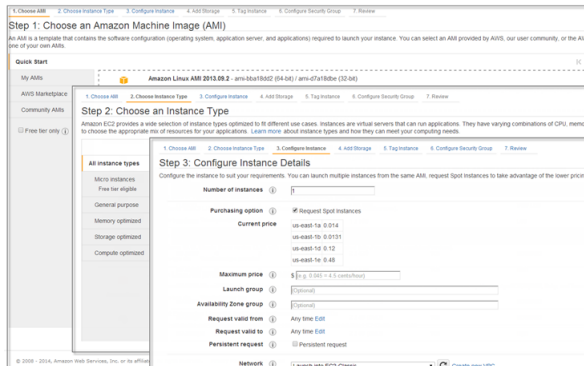 1. Choose AMI 2. Choose Instance Type 3. Configure Instance 4. Add Storage 5. Tag Instance 6. Configure Security Group 7. Review
Step 1: Choose an Amazon Machine Image (AMI)
An AMI is a template that contains the software configuration (operating system, application server, and applications) required to launch your instance. You can select an AMI provided by AWS, our user community, or the A
one of your own AMIs.
Quick Start
My AMIs
Amazon Linux AMI 2013.09.2 - ami-bba18dd2 (64-bit) / ami-d7a18dbe (32-bit)
AWS Marketplace
Community AMIs
Free tier only
1. Choose AMI 2. Choose Instance Type 3. Configure Instance 4. Add Storage 5. Tag Instance 6. Configure Security Group 7. Review
Step 2: Choose an Instance Type
Amazon EC2 provides a wide selection of instance types optimized to fit different use cases. Instances are virtual servers that can run applications. They have varying combinations of CPU, memo
to choose the appropriate mix of resources for your applications. Learn more about instance types and how they can meet your computing needs.
All instance types
Micro instances
Free tier eligible
General purpose
Memory optimized
Storage optimized
Compute optimized
1. Choose AMI 2. Choose Instance Type 3. Configure Instance 4. Add Storage 5. Tag Instance 6. Configure Security Group 7. Review
Step 3: Configure Instance Details
Configure the instance to suit your requirements. You can launch multiple instances from the same AMI, request Spot Instances to take advantage of the lower pricin
Number of instances 1
Purchasing option Request Spot Instances
Current price
us-east-1a 0.014
us-east-1b 0.0131
us-east-1d 0.12
us-east-1e 0.48
Maximum price $ (e.g. 0.045 = 4.5 cents/hour)
Launch group (Optional)
Availability Zone group (Optional)
Request valid from Any time Edit
Request valid to Any time Edit
Persistent request Persistent request
Network Launch into EC2-Classic Create new VPC
© 2008 - 2014, Amazon Web Services, Inc. or its affiliat